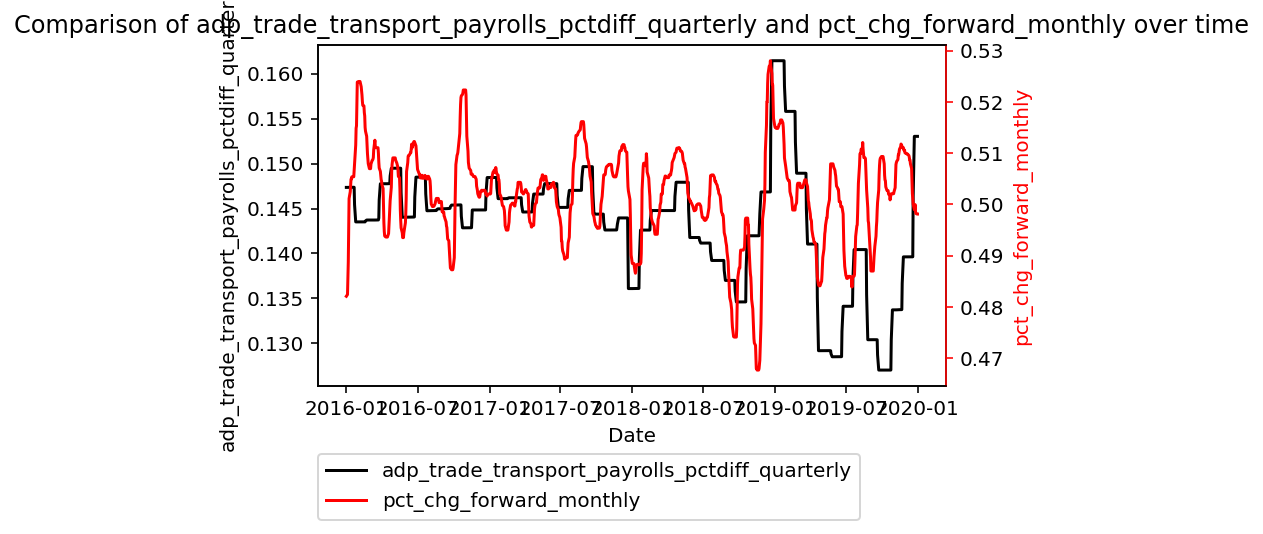 Comparison of adp_trade_transport_payrolls_pctdiff_quarterly and pct_chg_forward_monthly over time
adp_trade_transport_payrolls_pctdiff_quarter
0.160
0.155
0.150
0.145
0.140
0.135
0.130
0.53
0.52
0.51
0.50
0.49
0.48
0.47
pct_chg_forward_monthly
2016-01 2016-07 2017-01 2017-07 2018-01 2018-07 2019-01 2019-07 2020-01
Date
adp_trade_transport_payrolls_pctdiff_quarterly
pct_chg_forward_monthly